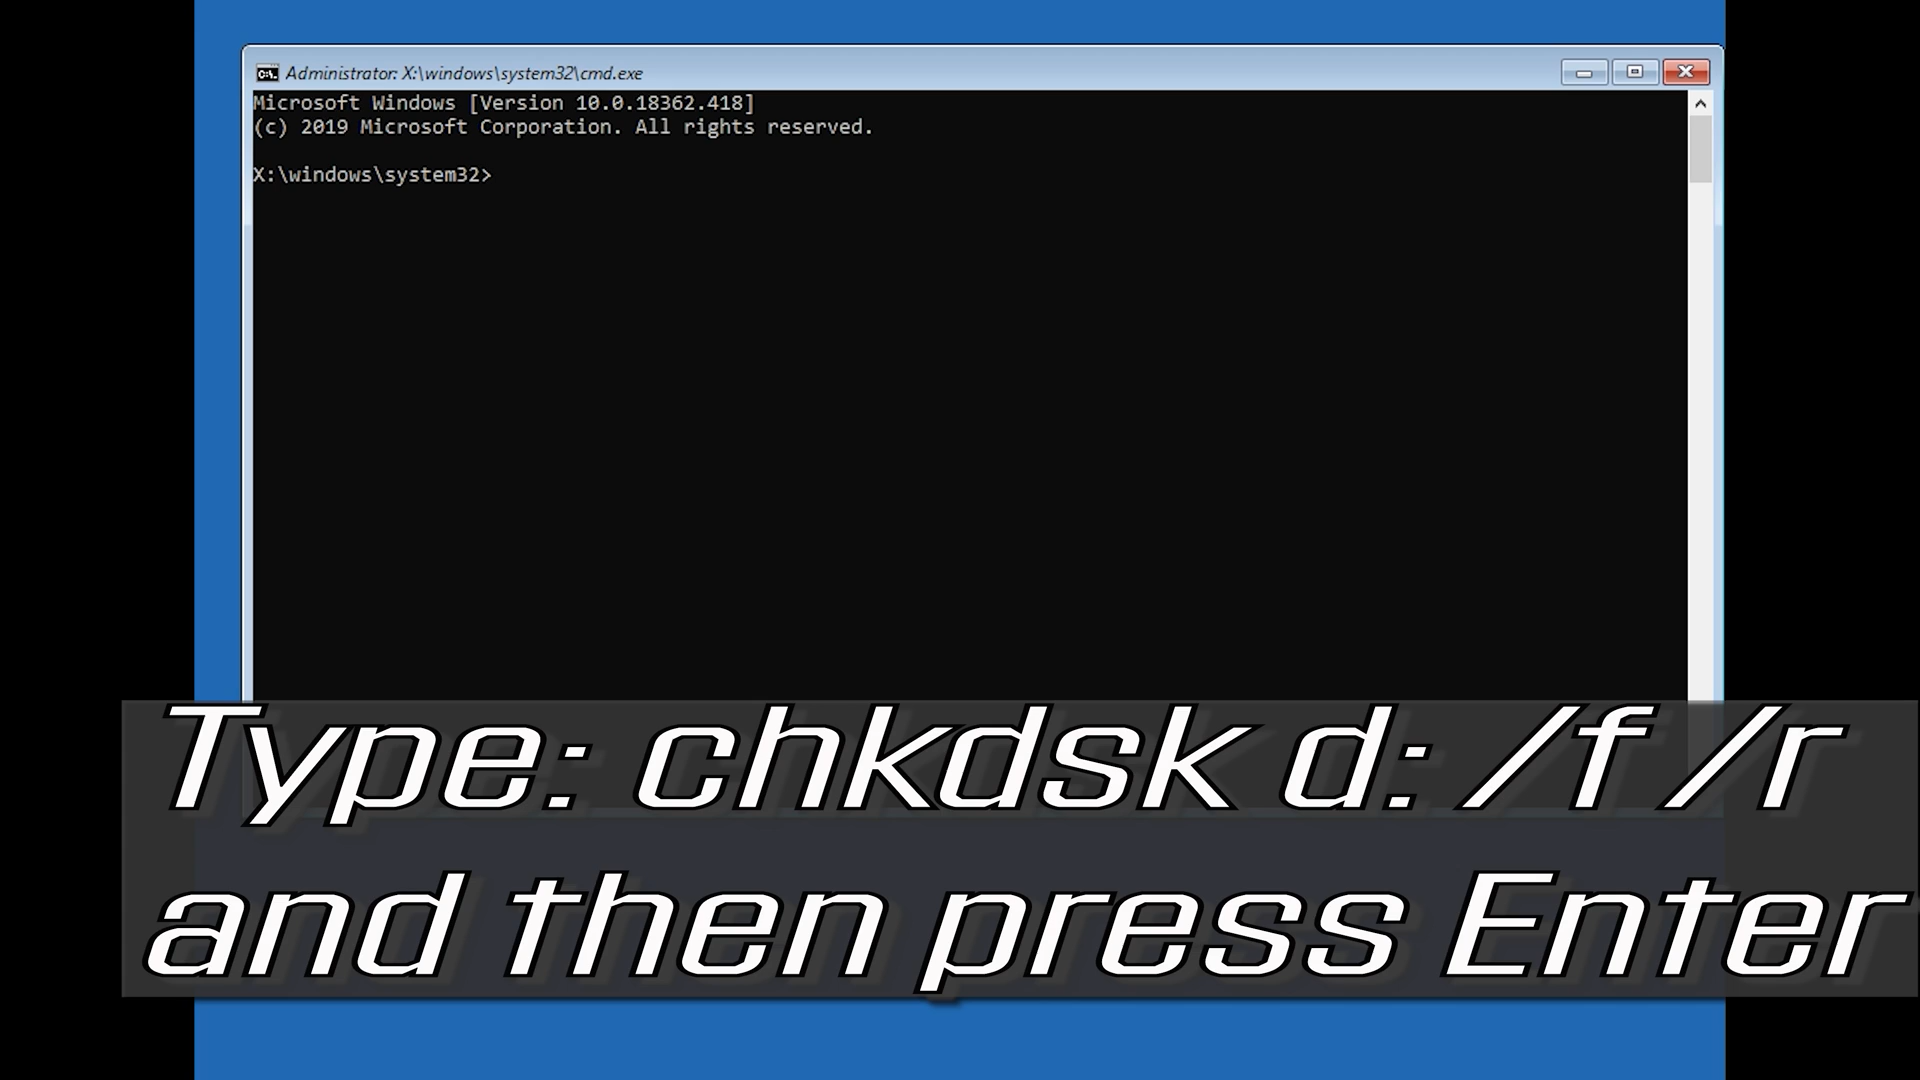 Administrator: X:\windows\system32\cmd.exe
Microsoft Windows [Version 10.0.18362.418]
(c) 2019 Microsoft Corporation. All rights reserved.
X:\windows\system32>
Type: chkdsk d: /f /r
and then press Enter